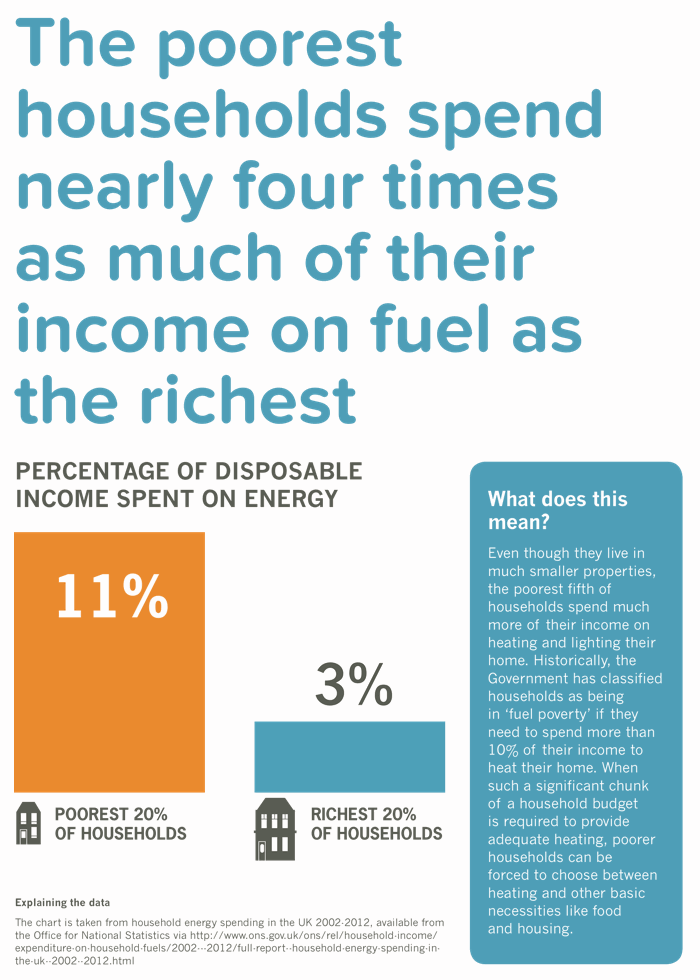 The poorest
households spend
nearly four times
as much of their
income on fuel as
the richest
PERCENTAGE OF DISPOSABLE
INCOME SPENT ON ENERGY
11%
3%
POOREST 20%
OF HOUSEHOLDS
RICHEST 20%
OF HOUSEHOLDS
What does this
mean?
Even though they live in
much smaller properties,
the poorest fifth of
households spend much
more of their income on
heating and lighting their
home. Historically, the
Government has classified
households as being
in ‘fuel poverty’ if they
need to spend more than
10% of their income to
heat their home. When
such a significant chunk
of a household budget
is required to provide
adequate heating, poorer
households can be
forced to choose between
heating and other basic
necessities like food
and housing.
Explaining the data
The chart is taken from household energy spending in the UK 2002-2012, available from
the Office for National Statistics via http://www.ons.gov.uk/ons/rel/household-income/
expenditure-on-household-fuels/2002---2012/full-report--household-energy-spending-in-
the-uk--2002--2012.html